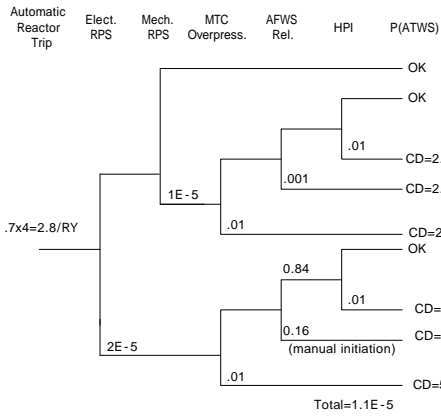 Automatic Reactor Trip
Elect. RPS
Mech. RPS
MTC Overpress.
AFWS Rel.
HPI
P(ATWS)
OK
OK
.01
CD=2.
.001
CD=2.
1E-5
.01
CD=2
.7x4=2.8/RY
OK
0.84
.01
CD=
0.16
(manual initiation)
CD=
2E-5
.01
CD=5
Total=1.1E-5